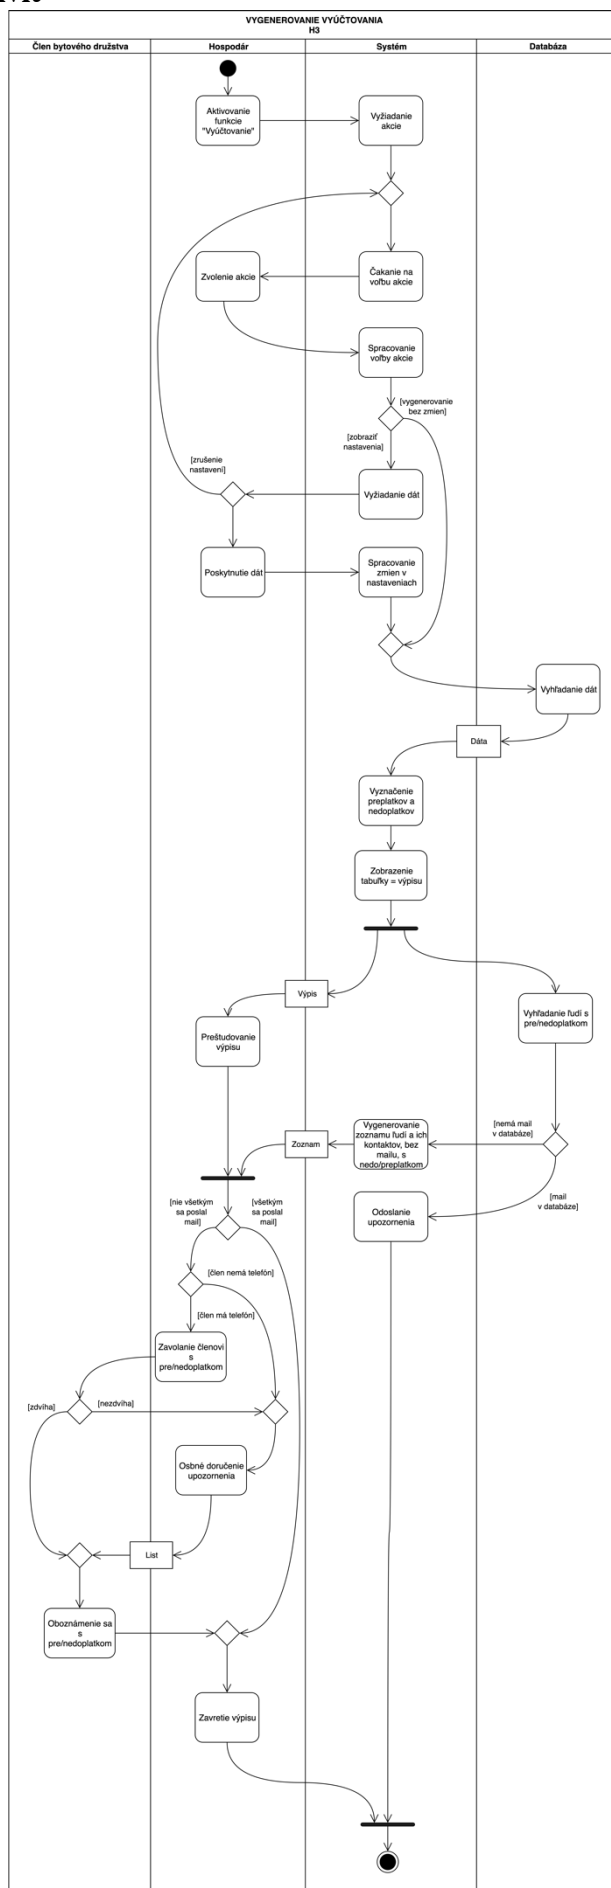 VYGENEROVANIE VYÚČTOVANIA
H3
Člen bytového družstva
Hospodár
Systém
Databáza
Aktivovanie
funkcie
"Vyúčtovanie"
Vyžiadanie
akcie
Zvolenie akcie
Čakanie na
voľbu akcie
Spracovanie
voľby akcie
[vygenerovanie
bez zmien]
[zobraziť
nastavenia]
[zrušenie
nastavení]
Vyžiadanie dát
Poskytnutie dát
Spracovanie
zmien v
nastaveniach
Vyhľadanie dát
Dáta
Vyznačenie
preplatkov a
nedoplatkov
Zobrazenie
tabuľky = výpisu
Výpis
Vyhľadanie ľudí s
pre/nedoplatkom
Preštudovanie
výpisu
[nemá mail
v databáze]
Vygenerovanie
zoznamu ľudí a ich
kontaktov, bez
mailu, s
nedo/preplatkom
Zoznam
[mail
v databáze]
Odoslanie
upozornenia
[nie všetkým
sa poslal
mail]
[všetkým
sa poslal
mail]
[člen nemá telefón]
[člen má telefón]
Zavolanie členovi
s
pre/nedoplatkom
[zdvíha]
[nezdvíha]
Osbné doručenie
upozornenia
List
Oboznámenie sa
s
pre/nedoplatkom
Zavretie výpisu